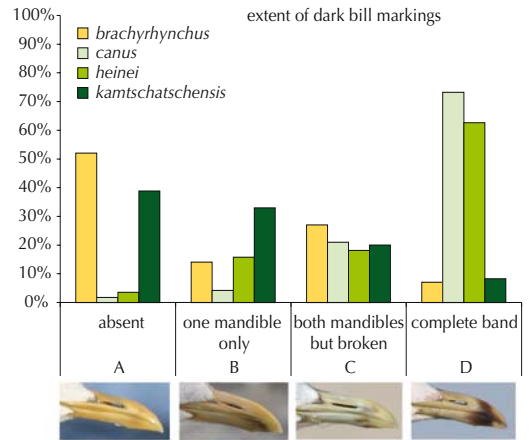 extent of dark bill markings
100%
90%
80%
70%
60%
50%
40%
30%
20%
10%
0%
brachyrhynchus
canus
heinei
kamtschatschensis
absent
one mandible
only
both mandibles
but broken
complete band
A
B
C
D